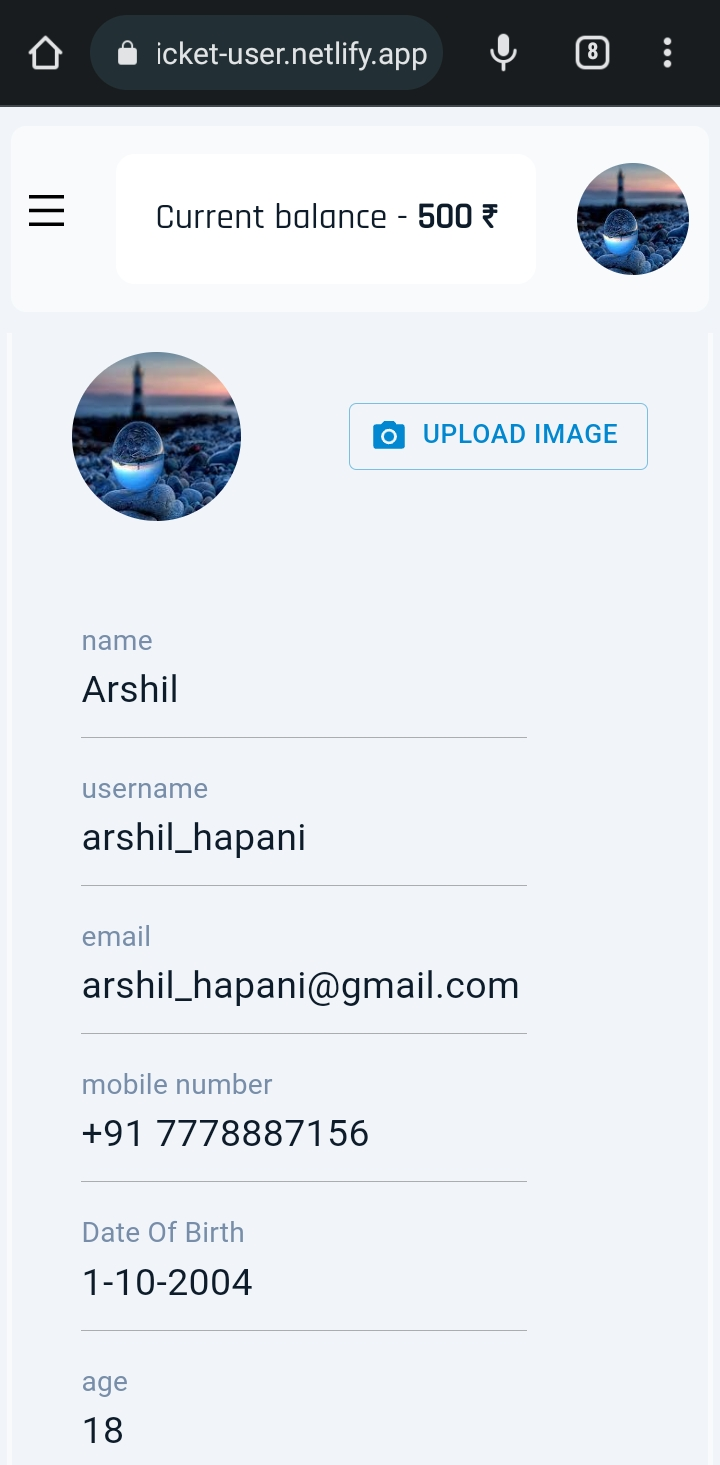 icket-user.netlify.app
8
Current balance - 500 ₹
UPLOAD IMAGE
name
Arshil
username
arshil_hapani
email
arshil_hapani@gmail.com
mobile number
+91 7778887156
Date Of Birth
1-10-2004
age
18